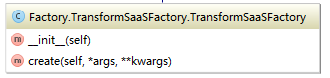 C Factory.TransformSaaSFactory.TransformSaaSFactory
m __init__(self)
m create(self, *args, **kwargs)